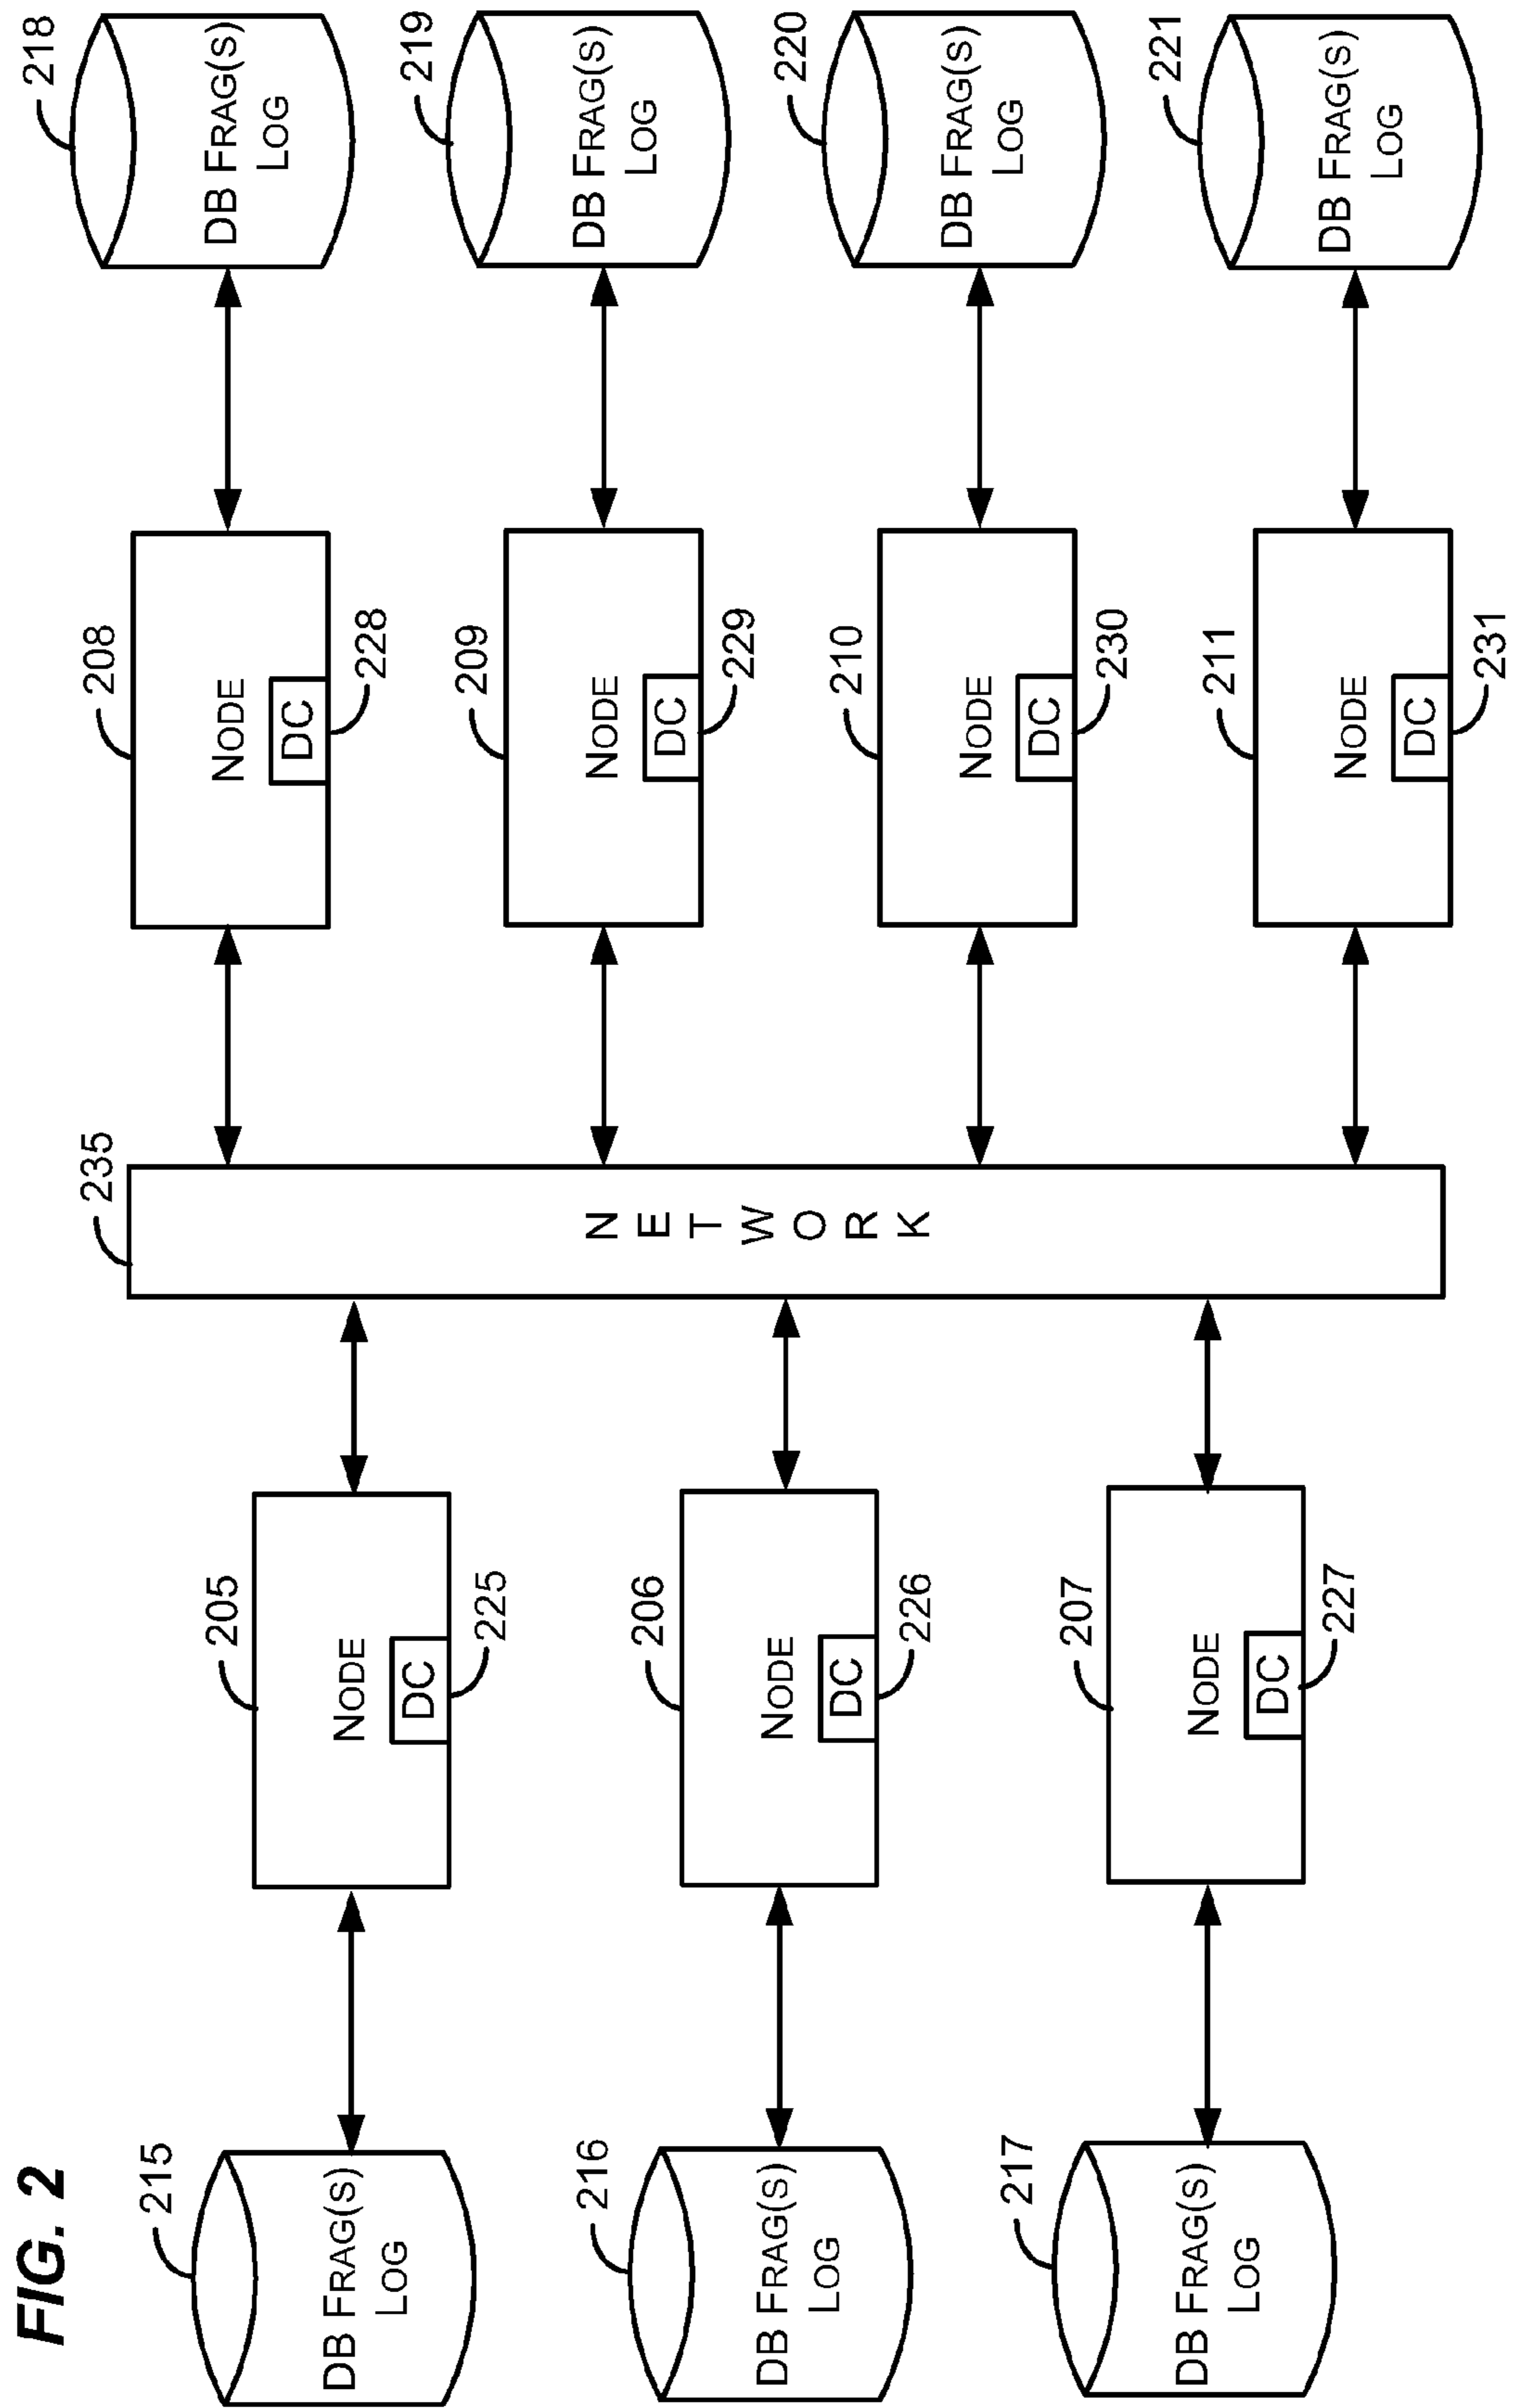 FIG. 2
215
DB FRAG(S)
LOG
205
NODE
DC
225
216
DB FRAG(S)
LOG
206
NODE
DC
226
217
DB FRAG(S)
LOG
207
NODE
DC
227
235
N
E
T
W
O
R
K
208
NODE
DC
228
218
DB FRAG(S)
LOG
209
NODE
DC
229
219
DB FRAG(S)
LOG
210
NODE
DC
230
220
DB FRAG(S)
LOG
211
NODE
DC
231
221
DB FRAG(S)
LOG